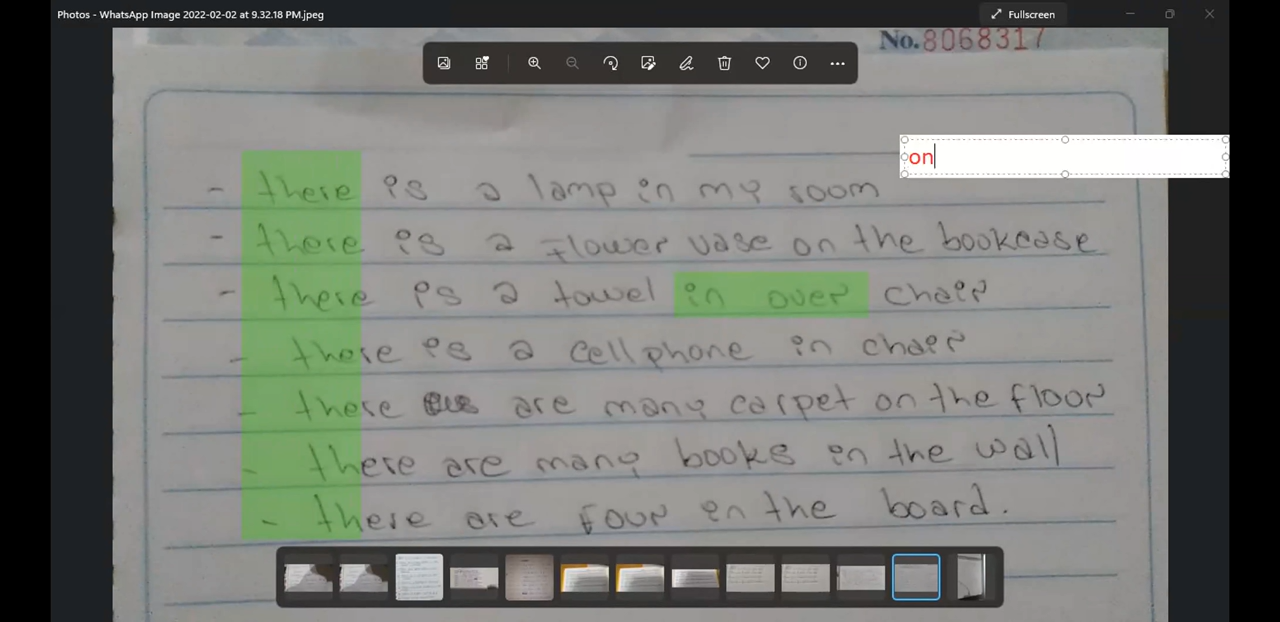 Photos - WhatsApp Image 2022-02-02 at 9.32.18 PM.jpeg
Fullscreen
No. 8068317
on
- there is a lamp in my room
- there is a flower vase on the bookcase
- there is a towel in over chair
- there is a cellphone in chair
- there are many carpet on the floor
- there are many books in the wall
- there are four in the board.